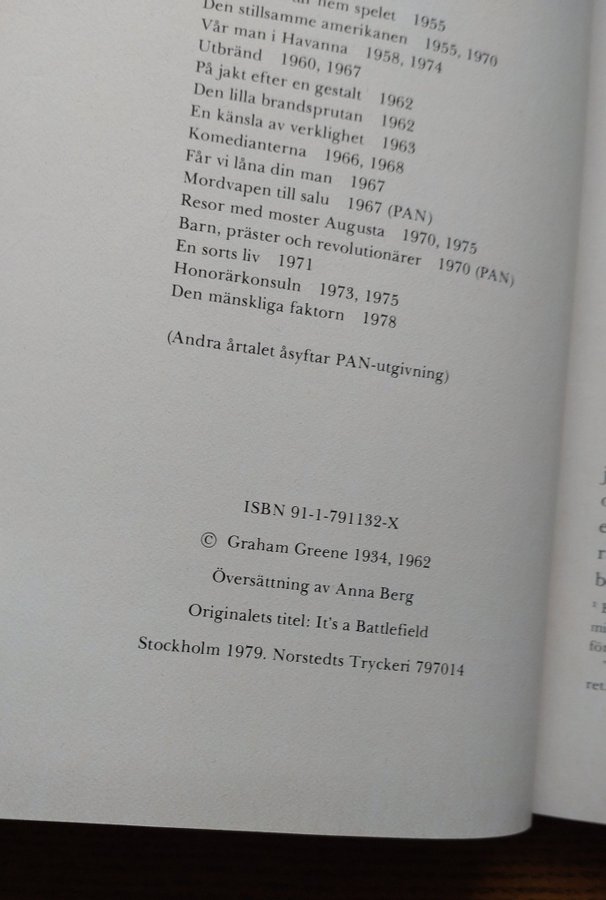 hem spelet 1955
Den stillsamme amerikanen 1955, 1970
Vår man i Havanna 1958, 1974
Utbränd 1960, 1967
På jakt efter en gestalt 1962
Den lilla brandsprutan 1962
En känsla av verklighet 1963
Komedianterna 1966, 1968
Får vi låna din man 1967
Mordvapen till salu 1967 (PAN)
Resor med moster Augusta 1970, 1975
Barn, präster och revolutionärer 1970 (PAN)
En sorts liv 1971
Honorärkonsuln 1973, 1975
Den mänskliga faktorn 1978
(Andra årtalet åsyftar PAN-utgivning)
ISBN 91-1-791132-X
© Graham Greene 1934, 1962
Översättning av Anna Berg
Originalets titel: It's a Battlefield
Stockholm 1979. Norstedts Tryckeri 797014
ret.